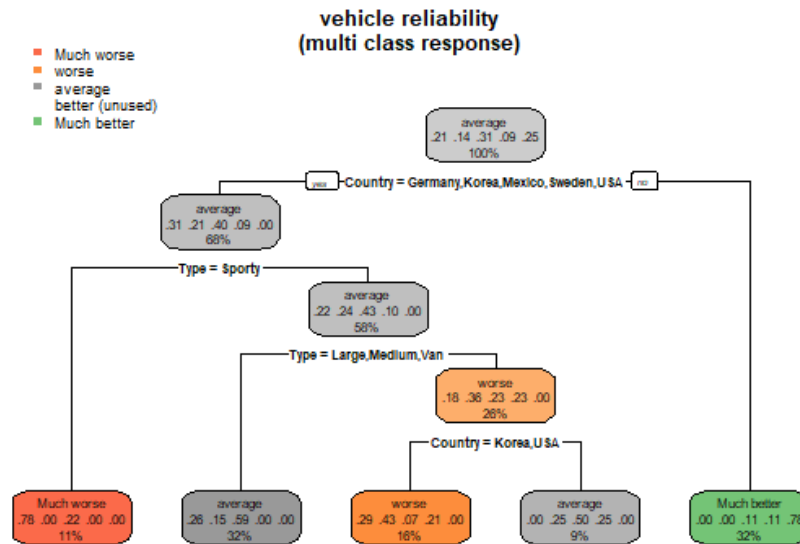 vehicle reliability
(multi class response)
Much worse
worse
average
better (unused)
Much better
average
.21 .14 .31 .09 .25
100%
yes
Country = Germany,Korea,Mexico,Sweden,USA
no
average
.31 .21 .40 .09 .00
68%
Type = Sporty
average
.22 .24 .43 .10 .00
58%
Type = Large,Medium,Van
worse
.18 .36 .23 .23 .00
26%
Country = Korea,USA
Much worse
.78 .00 .22 .00 .00
11%
average
.26 .15 .59 .00 .00
32%
worse
.29 .43 .07 .21 .00
16%
average
.00 .25 .50 .25 .00
9%
Much better
.00 .00 .11 .11 .78
32%